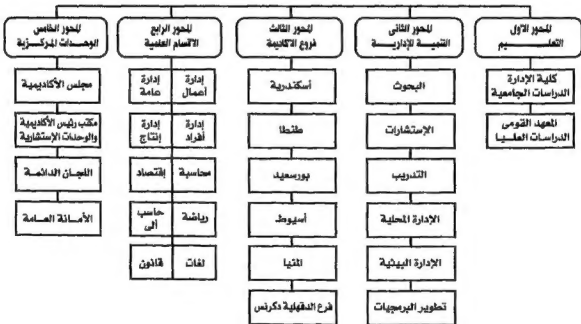 المحور الأول
التعليم
كلية الإدارة
الدراسات الجامعية
المعهد القومى
الدراسات العليا
المحور الثانى
التنمية الإدارية
البحوث
الإستشارات
التدريب
الإدارة المحلية
الإدارة البيئية
تطوير البرمجيات
المحور الثالث
فروع الاكاديمية
أسكندرية
طنطا
بورسعيد
أسيوط
المنيا
فرع الدقهلية دكرنس
المحور الرابع
الاقسام العلمية
إدارة أعمال
إدارة عامة
إدارة أفراد
إدارة إنتاج
محاسبة
إقتصاد
رياضة
حاسب ألى
لغات
قانون
المحور الخامس
الوحدات المركزية
مجلس الأكاديمية
مكتب رئيس الأكاديمية
والوحدات الإستشارية
اللجان الدائمة
الأمانة العامة